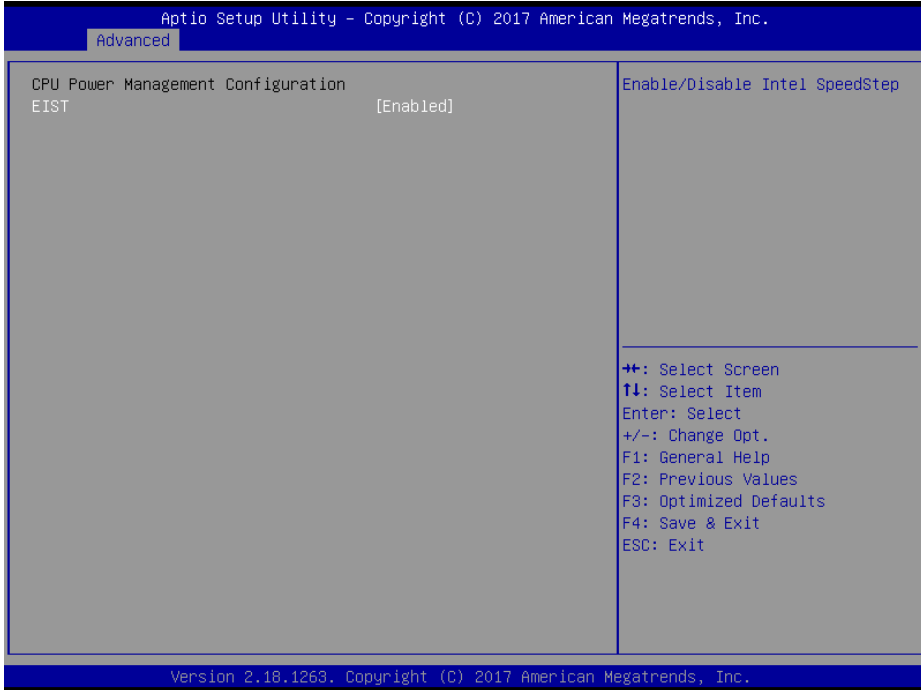 Aptio Setup Utility – Copyright (C) 2017 American Megatrends, Inc.
Advanced
CPU Power Management Configuration
EIST [Enabled]
Enable/Disable Intel SpeedStep
→←: Select Screen
↑↓: Select Item
Enter: Select
+/-: Change Opt.
F1: General Help
F2: Previous Values
F3: Optimized Defaults
F4: Save & Exit
ESC: Exit
Version 2.18.1263. Copyright (C) 2017 American Megatrends, Inc.